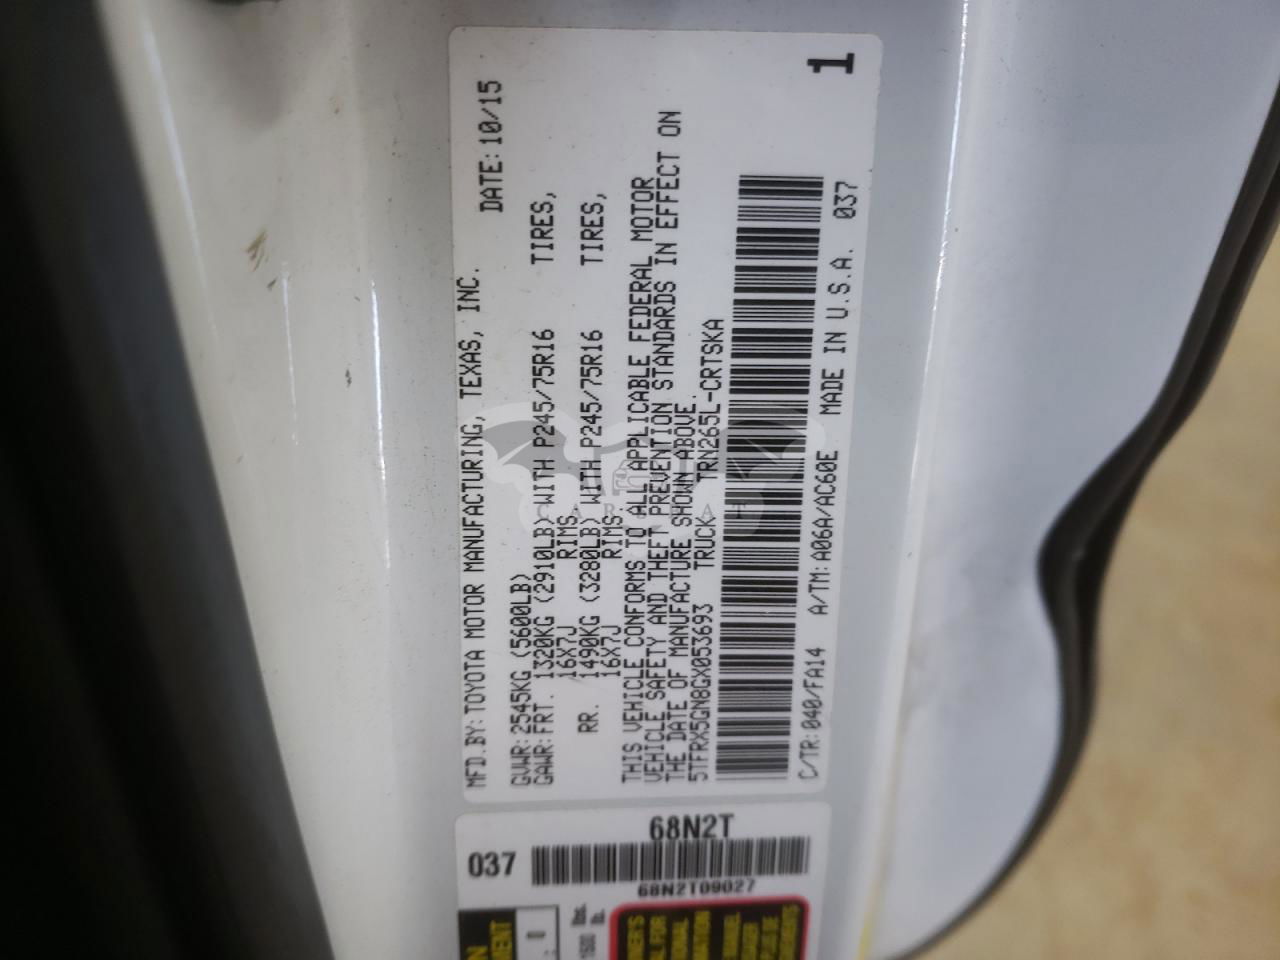 MFD.BY:TOYOTA MOTOR MANUFACTURING, TEXAS, INC.
DATE:10/15
GVWR:2545KG (5600LB)
GAWR:FRT. 1320KG (2910LB) WITH P245/75R16 TIRES,
16X7J RIMS
RR. 1490KG (3280LB) WITH P245/75R16 TIRES,
16X7J RIMS
THIS VEHICLE CONFORMS TO ALL APPLICABLE FEDERAL MOTOR
VEHICLE SAFETY AND THEFT PREVENTION STANDARDS IN EFFECT ON
THE DATE OF MANUFACTURE SHOWN ABOVE.
5TFRX5GN8GX053693 TRUCK TRN265L-CRTSKA
C/TR:040/FA14 A/TM:A06A/AC60E MADE IN U.S.A. 037
1
68N2T
037
68N2T09027